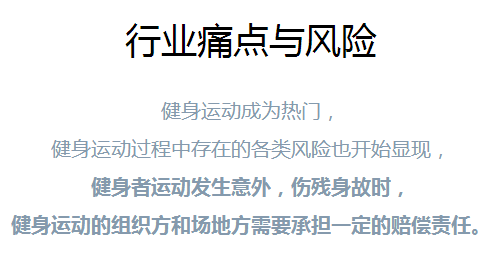 行业痛点与风险
健身运动成为热门，
健身运动过程中存在的各类风险也开始显现，
健身者运动发生意外，伤残身故时，
健身运动的组织方和场地方需要承担一定的赔偿责任。